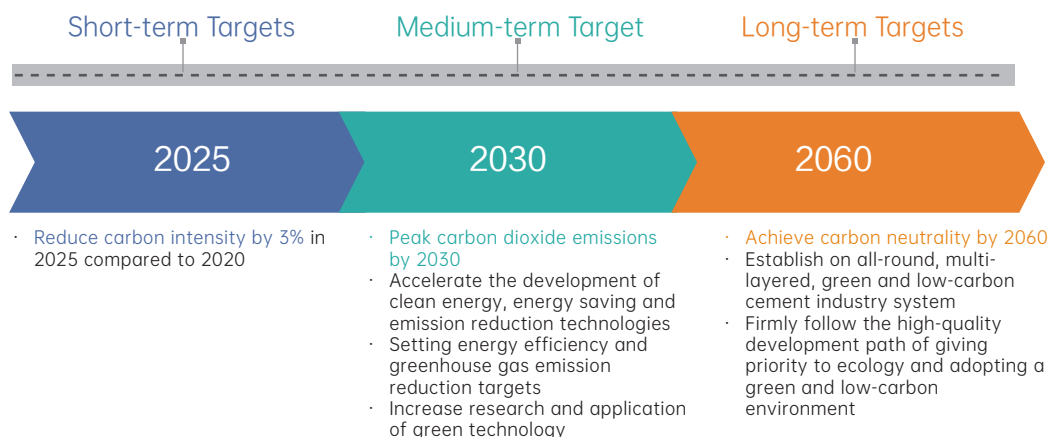 Short-term Targets
Medium-term Target
Long-term Targets
2025
2030
2060
· Reduce carbon intensity by 3% in
2025 compared to 2020
· Peak carbon dioxide emissions
by 2030
· Accelerate the development of
clean energy, energy saving and
emission reduction technologies
· Setting energy efficiency and
greenhouse gas emission
reduction targets
· Increase research and application
of green technology
· Achieve carbon neutrality by 2060
· Establish on all-round, multi-
layered, green and low-carbon
cement industry system
· Firmly follow the high-quality
development path of giving
priority to ecology and adopting a
green and low-carbon
environment